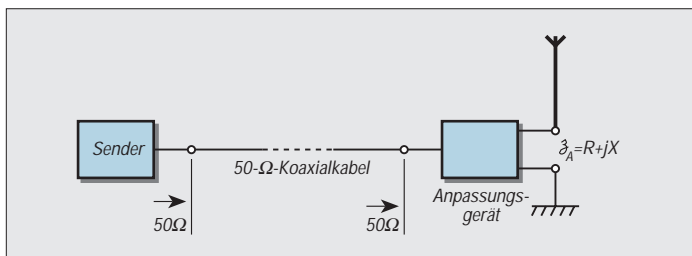 Sender
50-Ω-Koaxialkabel
50Ω
50Ω
Anpassungs-
gerät
𝔷A=R+jX